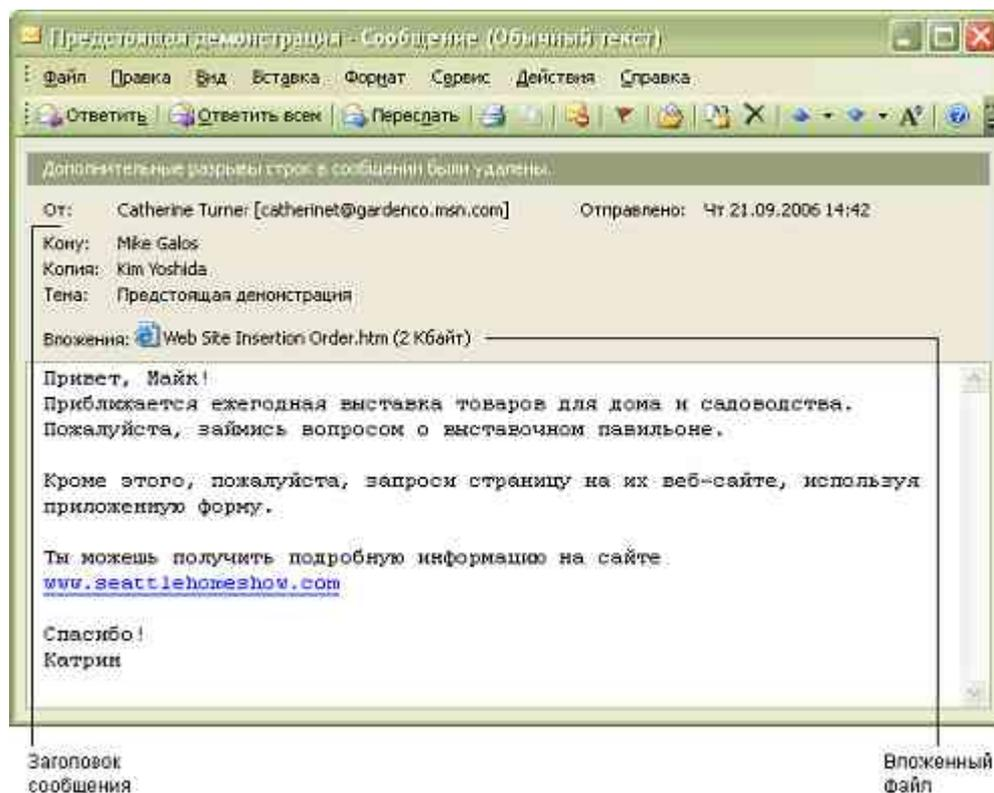 Предстоящая демонстрация - Сообщение (Обычный текст)
Файл Правка Вид Вставка Формат Сервис Действия Справка
Ответить Ответить всем Переслать
Дополнительные разрывы строк в сообщении были удалены.
От: Catherine Turner [catherinet@gardenco.msn.com] Отправлено: Чт 21.09.2006 14:42
Кому: Mike Galos
Копия: Kim Yoshida
Тема: Предстоящая демонстрация
Вложения: Web Site Insertion Order.htm (2 Кбайт)
Привет, Майк!
Приближается ежегодная выставка товаров для дома и садоводства.
Пожалуйста, займись вопросом о выставочном павильоне.
Кроме этого, пожалуйста, запроси страницу на их веб-сайте, используя
приложенную форму.
Ты можешь получить подробную информацию на сайте
www.seattlehomeshow.com
Спасибо!
Катрин
Заголовок
сообщения
Вложенный
файл